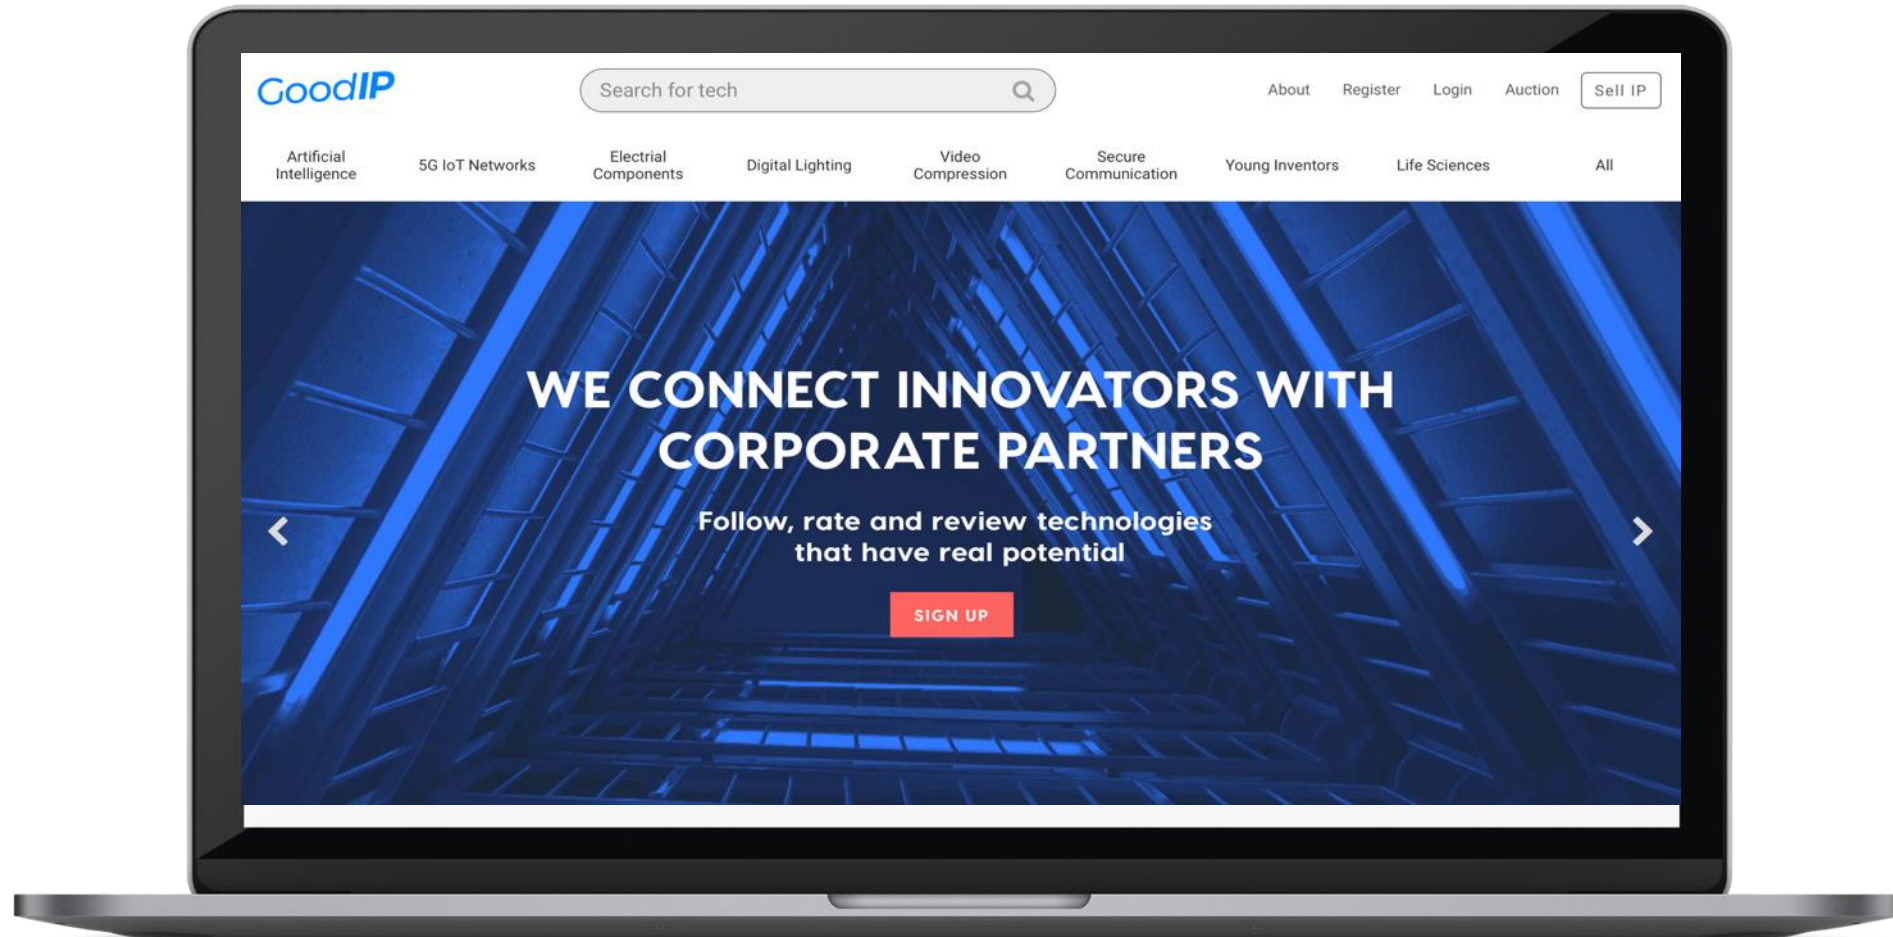 GoodIP
Search for tech
About Register Login Auction Sell IP
Artificial
Intelligence
5G IoT Networks
Electrial
Components
Digital Lighting
Video
Compression
Secure
Communication
Young Inventors
Life Sciences
All
WE CONNECT INNOVATORS WITH
CORPORATE PARTNERS
Follow, rate and review technologies
that have real potential
SIGN UP